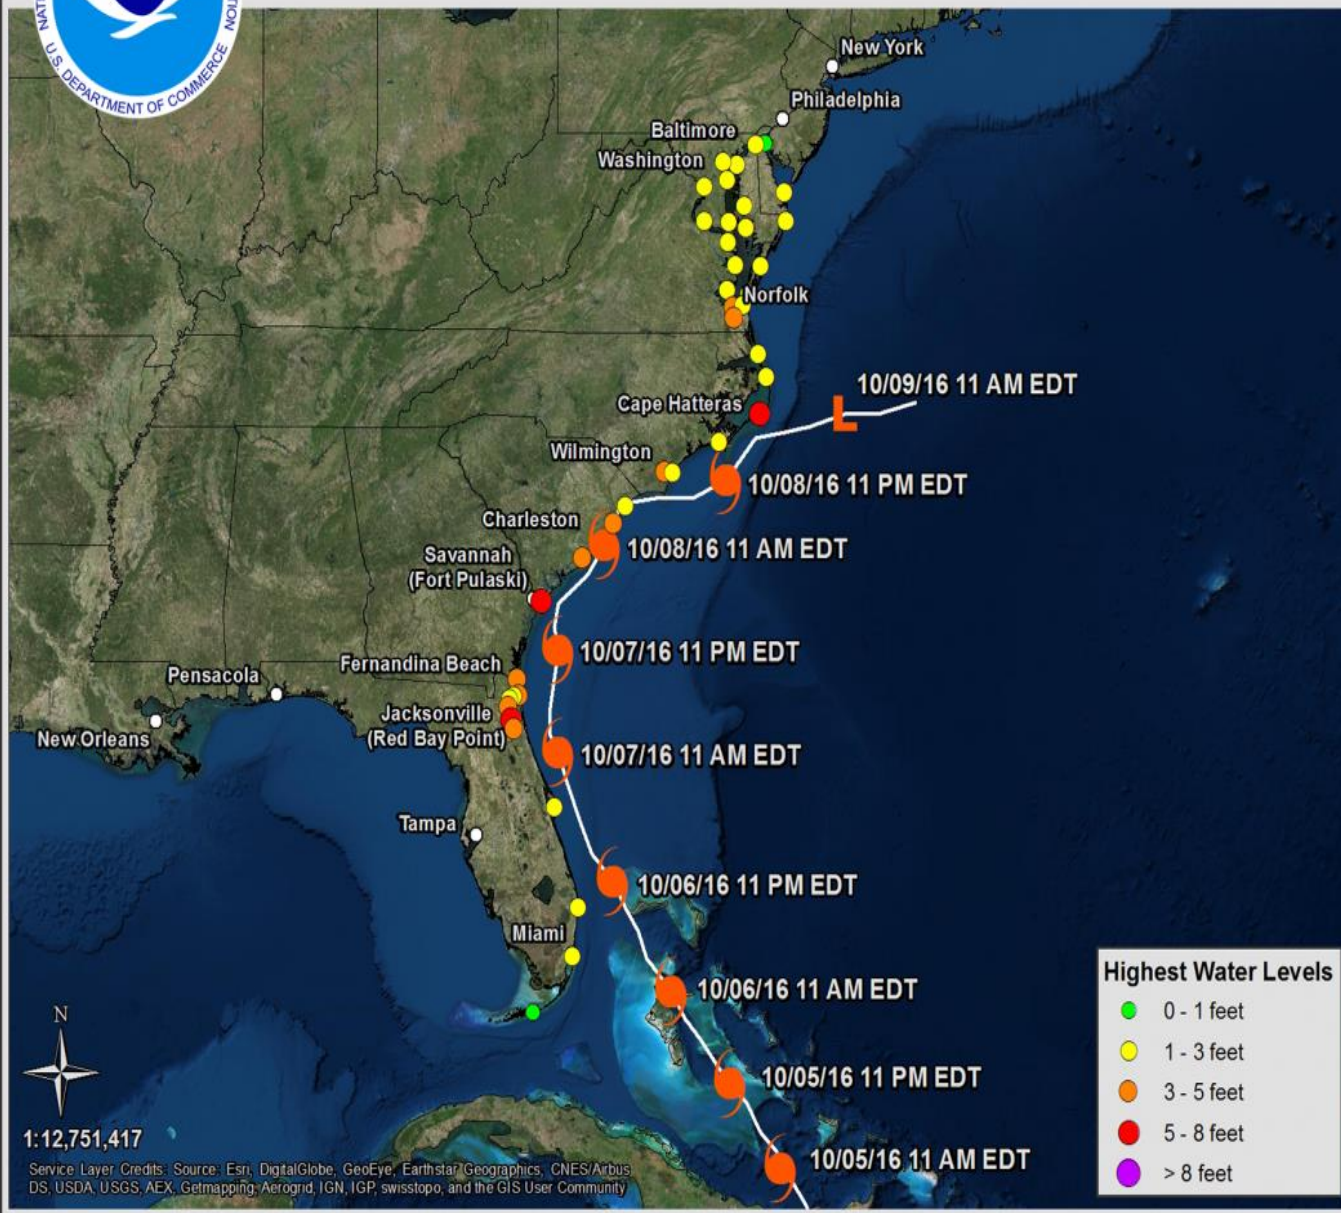 NATI
U.S. DEPARTMENT OF COMMERCE
ION
New York
Philadelphia
Baltimore
Washington
Norfolk
10/09/16 11 AM EDT
Cape Hatteras
L
Wilmington
10/08/16 11 PM EDT
Charleston
10/08/16 11 AM EDT
Savannah
(Fort Pulaski)
10/07/16 11 PM EDT
Fernandina Beach
Pensacola
Jacksonville
(Red Bay Point)
New Orleans
10/07/16 11 AM EDT
Tampa
10/06/16 11 PM EDT
Miami
10/06/16 11 AM EDT
10/05/16 11 PM EDT
10/05/16 11 AM EDT
Highest Water Levels
0 - 1 feet
1 - 3 feet
3 - 5 feet
5 - 8 feet
> 8 feet
N
1:12,751,417
Service Layer Credits: Source: Esri, DigitalGlobe, GeoEye, Earthstar Geographics, CNES/Airbus
DS, USDA, USGS, AEX, Getmapping, Aerogrid, IGN, IGP, swisstopo, and the GIS User Community